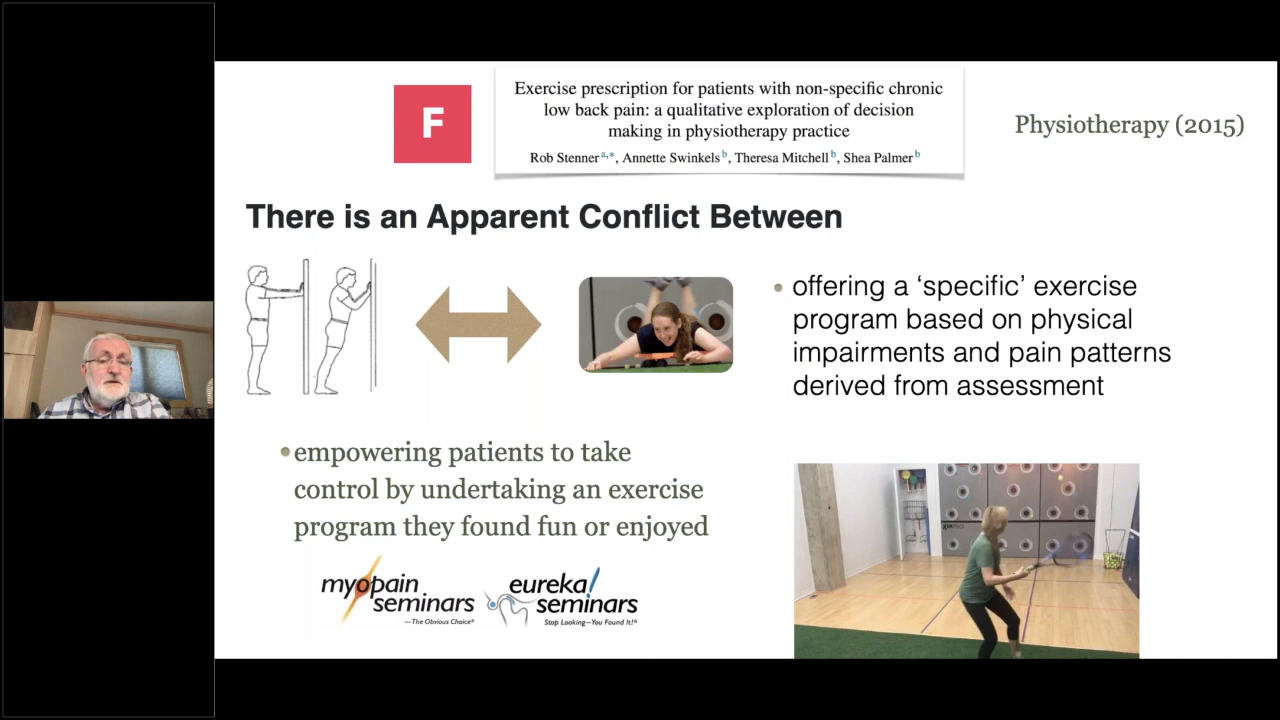 F
Exercise prescription for patients with non-specific chronic
low back pain: a qualitative exploration of decision
making in physiotherapy practice
Rob Stenner a,*, Annette Swinkels b, Theresa Mitchell b, Shea Palmer b
Physiotherapy (2015)
There is an Apparent Conflict Between
• offering a ‘specific’ exercise
program based on physical
impairments and pain patterns
derived from assessment
• empowering patients to take
control by undertaking an exercise
program they found fun or enjoyed
myopain
seminars
—The Obvious Choice®
eureka!
seminars
Stop Looking—You Found It!®